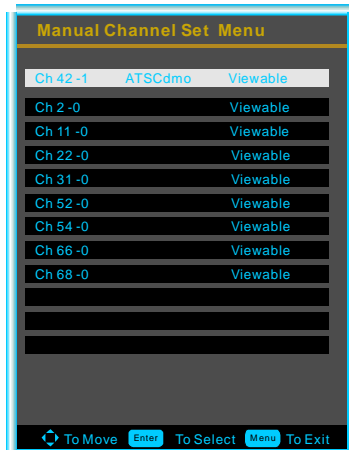 Manual Channel Set Menu
Ch 42 -1 ATSCdmo Viewable
Ch 2 -0 Viewable
Ch 11 -0 Viewable
Ch 22 -0 Viewable
Ch 31 -0 Viewable
Ch 52 -0 Viewable
Ch 54 -0 Viewable
Ch 66 -0 Viewable
Ch 68 -0 Viewable
To Move Enter To Select Menu To Exit